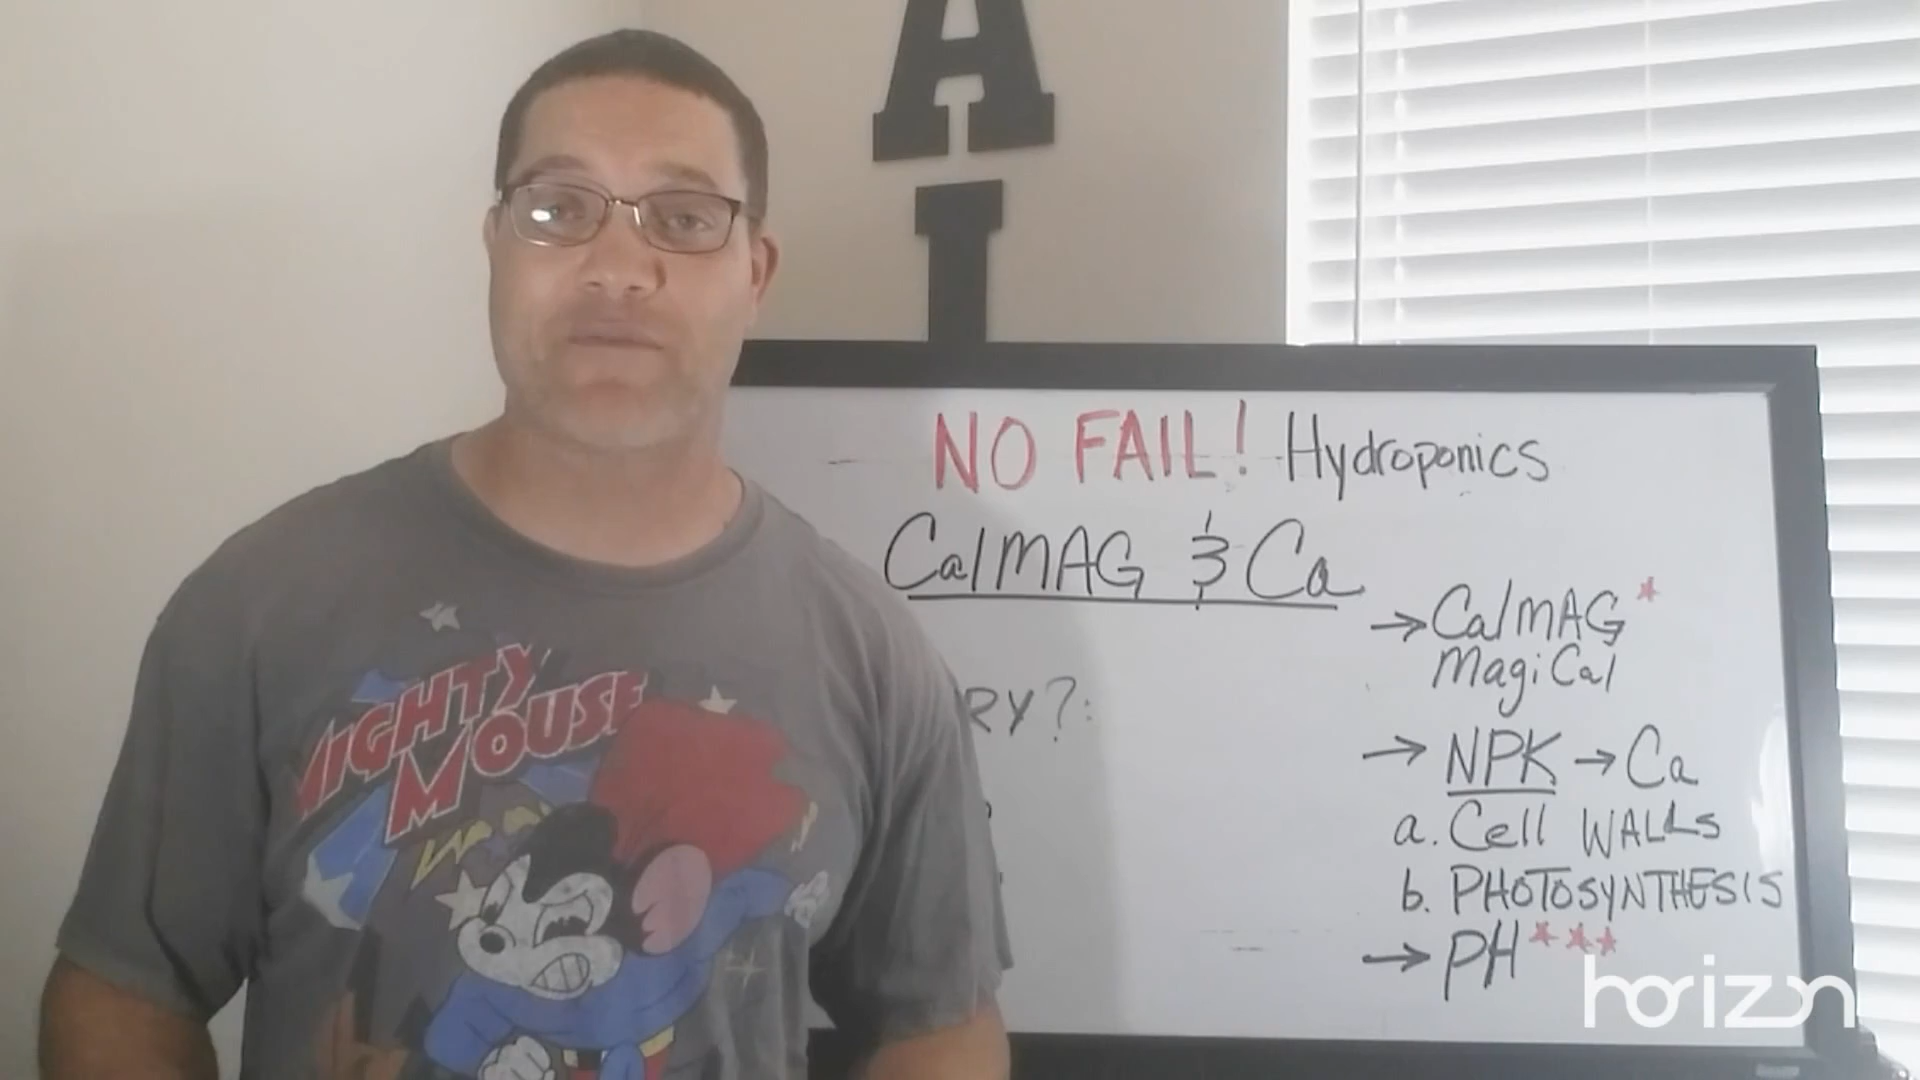 A
I
NO FAIL! Hydroponics
CalMAG & Ca
→CalMAG*
MagiCal
RY?:
→ NPK → Ca
a. Cell WALLs
b. PHOTOSYNTHESIS
→ PH***
MIGHTY
MOUSE
horizon